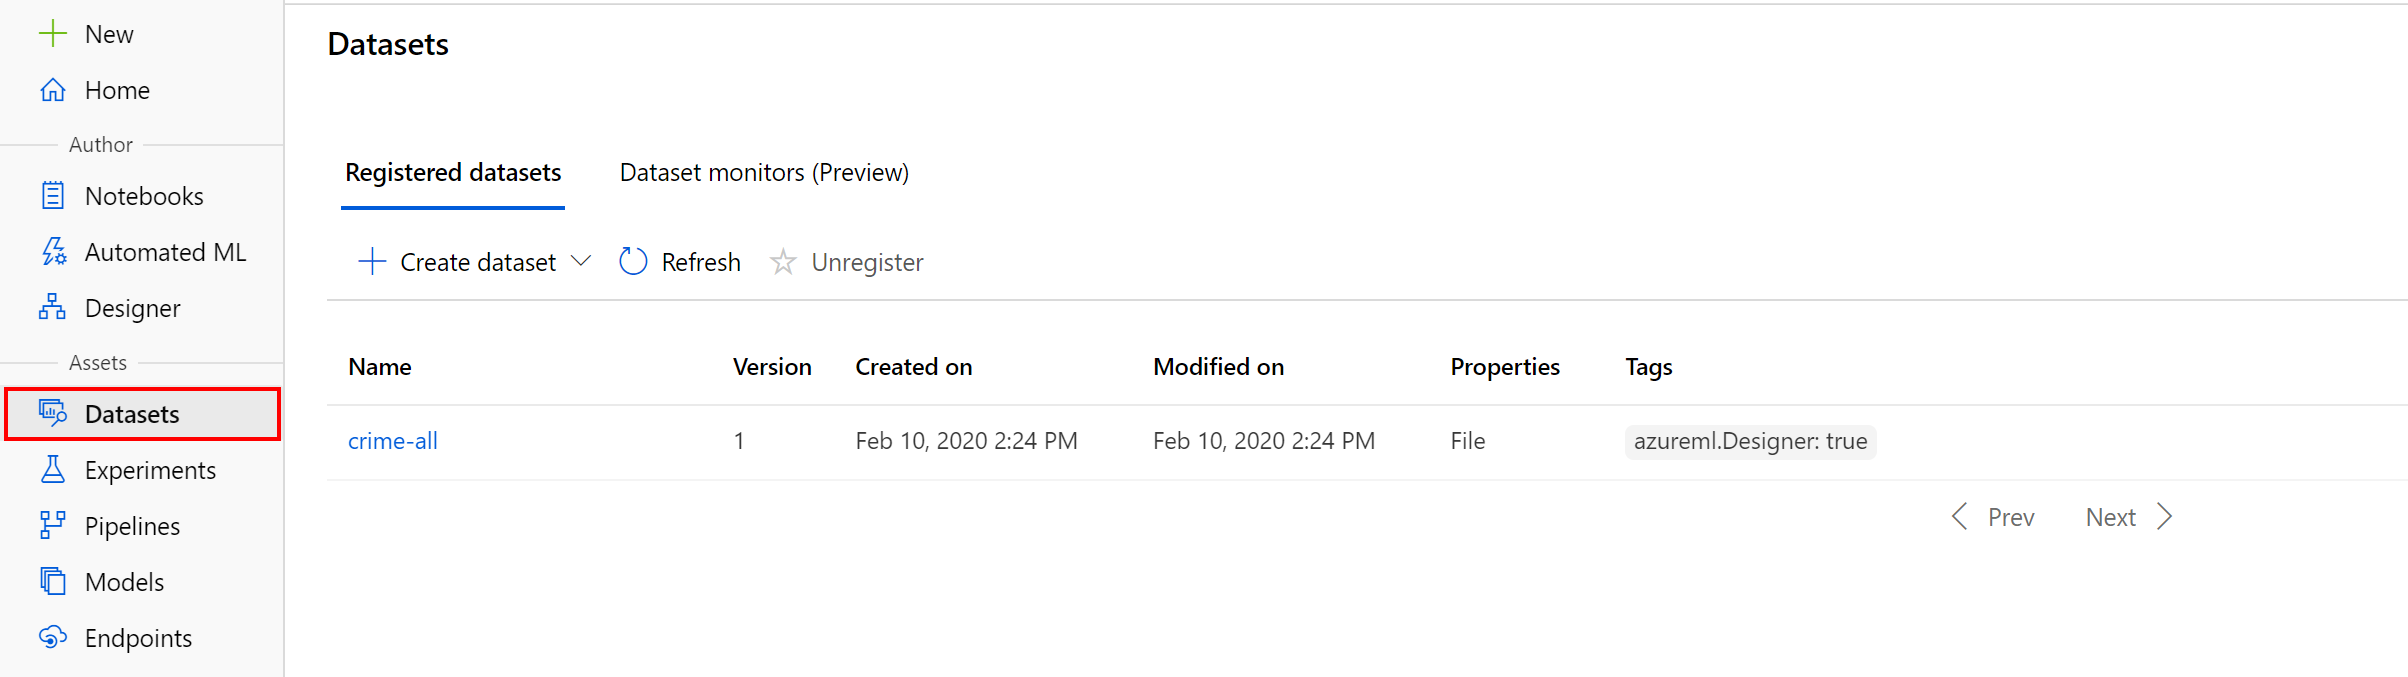 New
Home
Author
Notebooks
Automated ML
Designer
Assets
Datasets
Experiments
Pipelines
Models
Endpoints
Datasets
Registered datasets Dataset monitors (Preview)
Create dataset Refresh Unregister
Name Version Created on Modified on Properties Tags
crime-all 1 Feb 10, 2020 2:24 PM Feb 10, 2020 2:24 PM File azureml.Designer: true
Prev Next